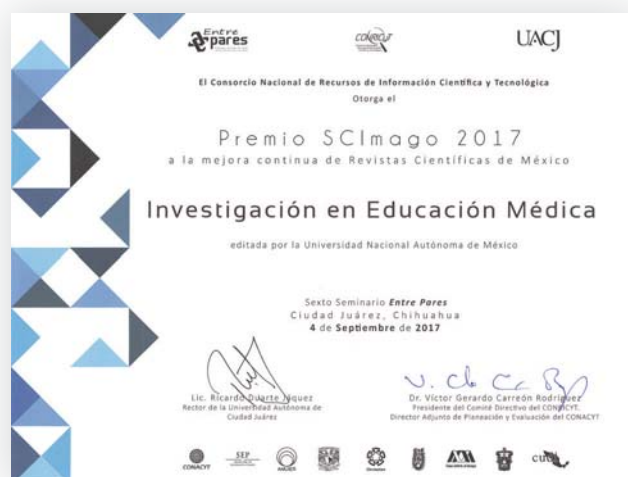 Entre
pares
CONRICYT
UACJ
El Consorcio Nacional de Recursos de Información Científica y Tecnológica
Otorga el
Premio SCImago 2017
a la mejora continua de Revistas Científicas de México
Investigación en Educación Médica
editada por la Universidad Nacional Autónoma de México
Sexto Seminario Entre Pares
Ciudad Juárez, Chihuahua
4 de Septiembre de 2017
Lic. Ricardo Duarte Jáquez
Rector de la Universidad Autónoma de
Ciudad Juárez
Dr. Víctor Gerardo Carreón Rodríguez
Presidente del Comité Directivo del CONRICYT,
Director Adjunto de Planeación y Evaluación del CONACYT
CONACYT
SEP
ANUIES